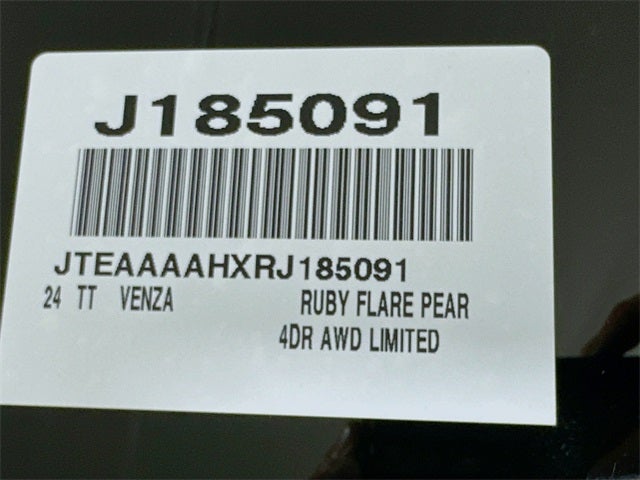 J185091
JTEAAAAHXRJ185091
24 TT VENZA RUBY FLARE PEAR
4DR AWD LIMITED